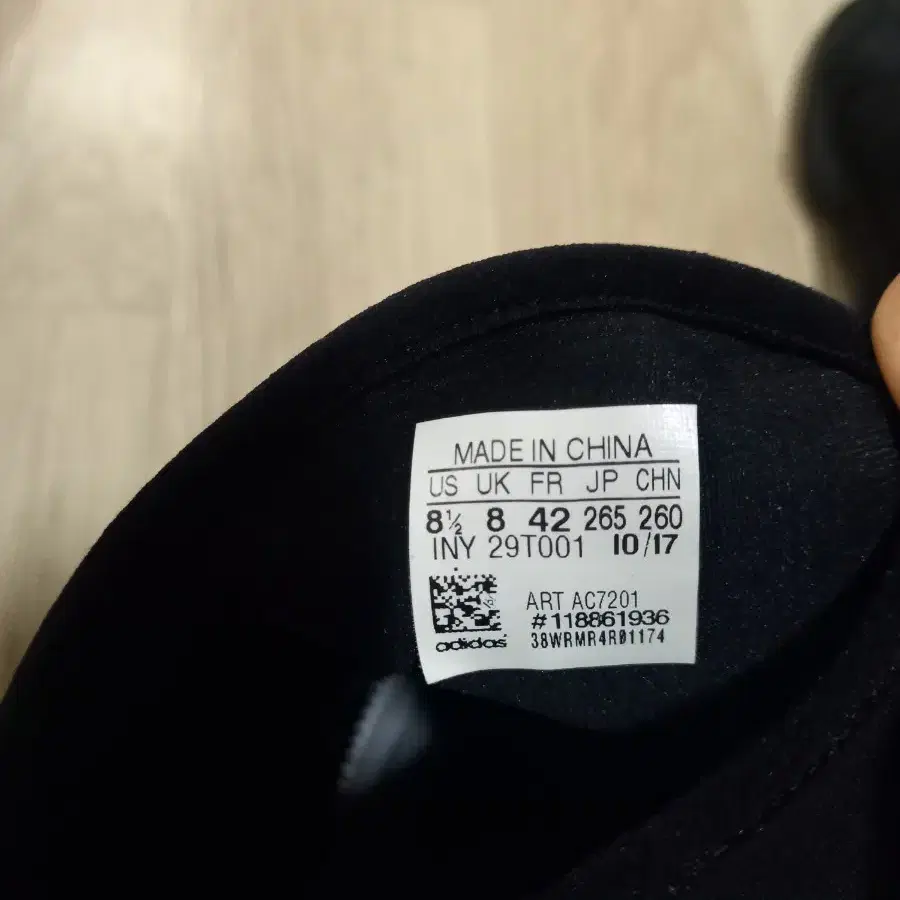 MADE IN CHINA
US UK FR JP CHN
8½ 8 42 265 260
INY 29T001 10/17
ART AC7201
#118861936
adidas 38WRMR4R01174